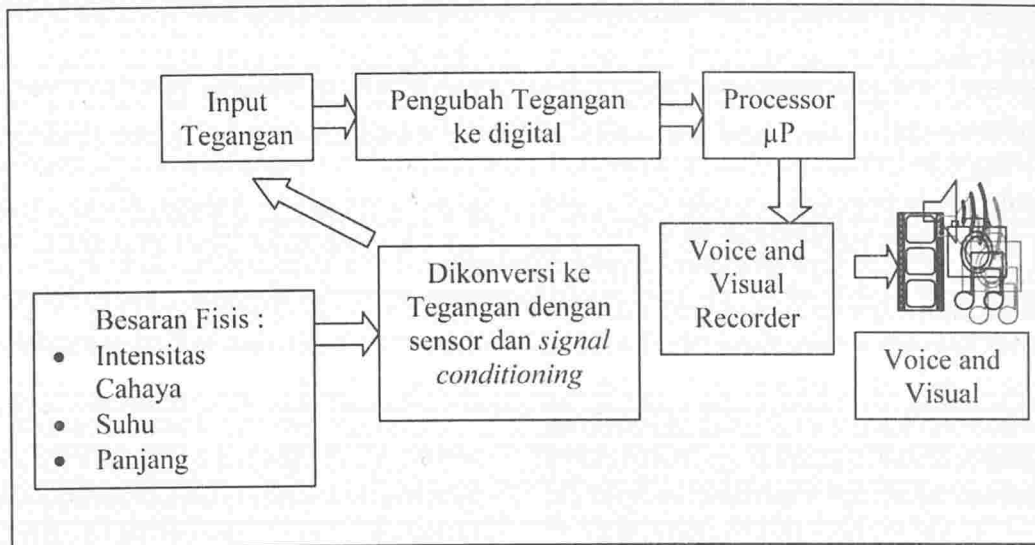 Input
Tegangan
Pengubah Tegangan
ke digital
Processor
µP
Besaran Fisis :
• Intensitas
Cahaya
• Suhu
• Panjang
Dikonversi ke
Tegangan dengan
sensor dan signal
conditioning
Voice and
Visual
Recorder
Voice and
Visual